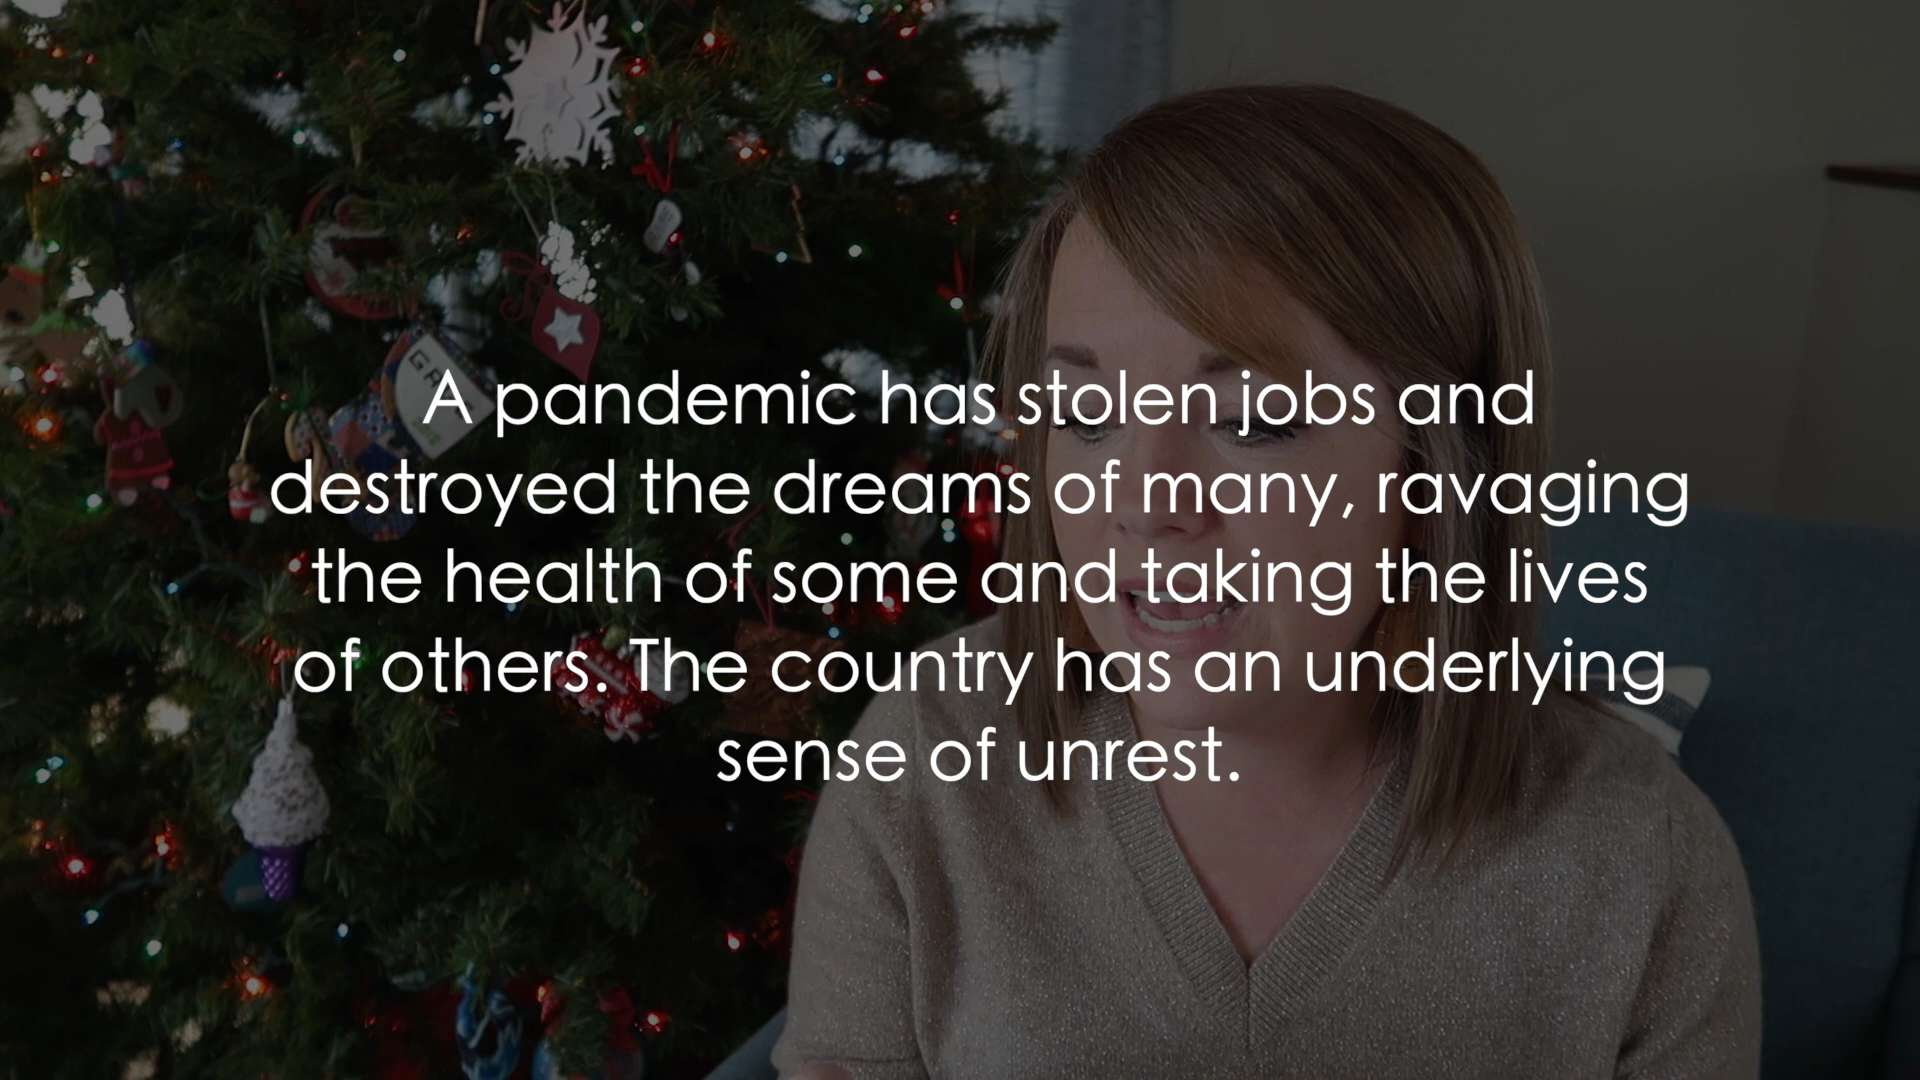 A pandemic has stolen jobs and
destroyed the dreams of many, ravaging
the health of some and taking the lives
of others. The country has an underlying
sense of unrest.